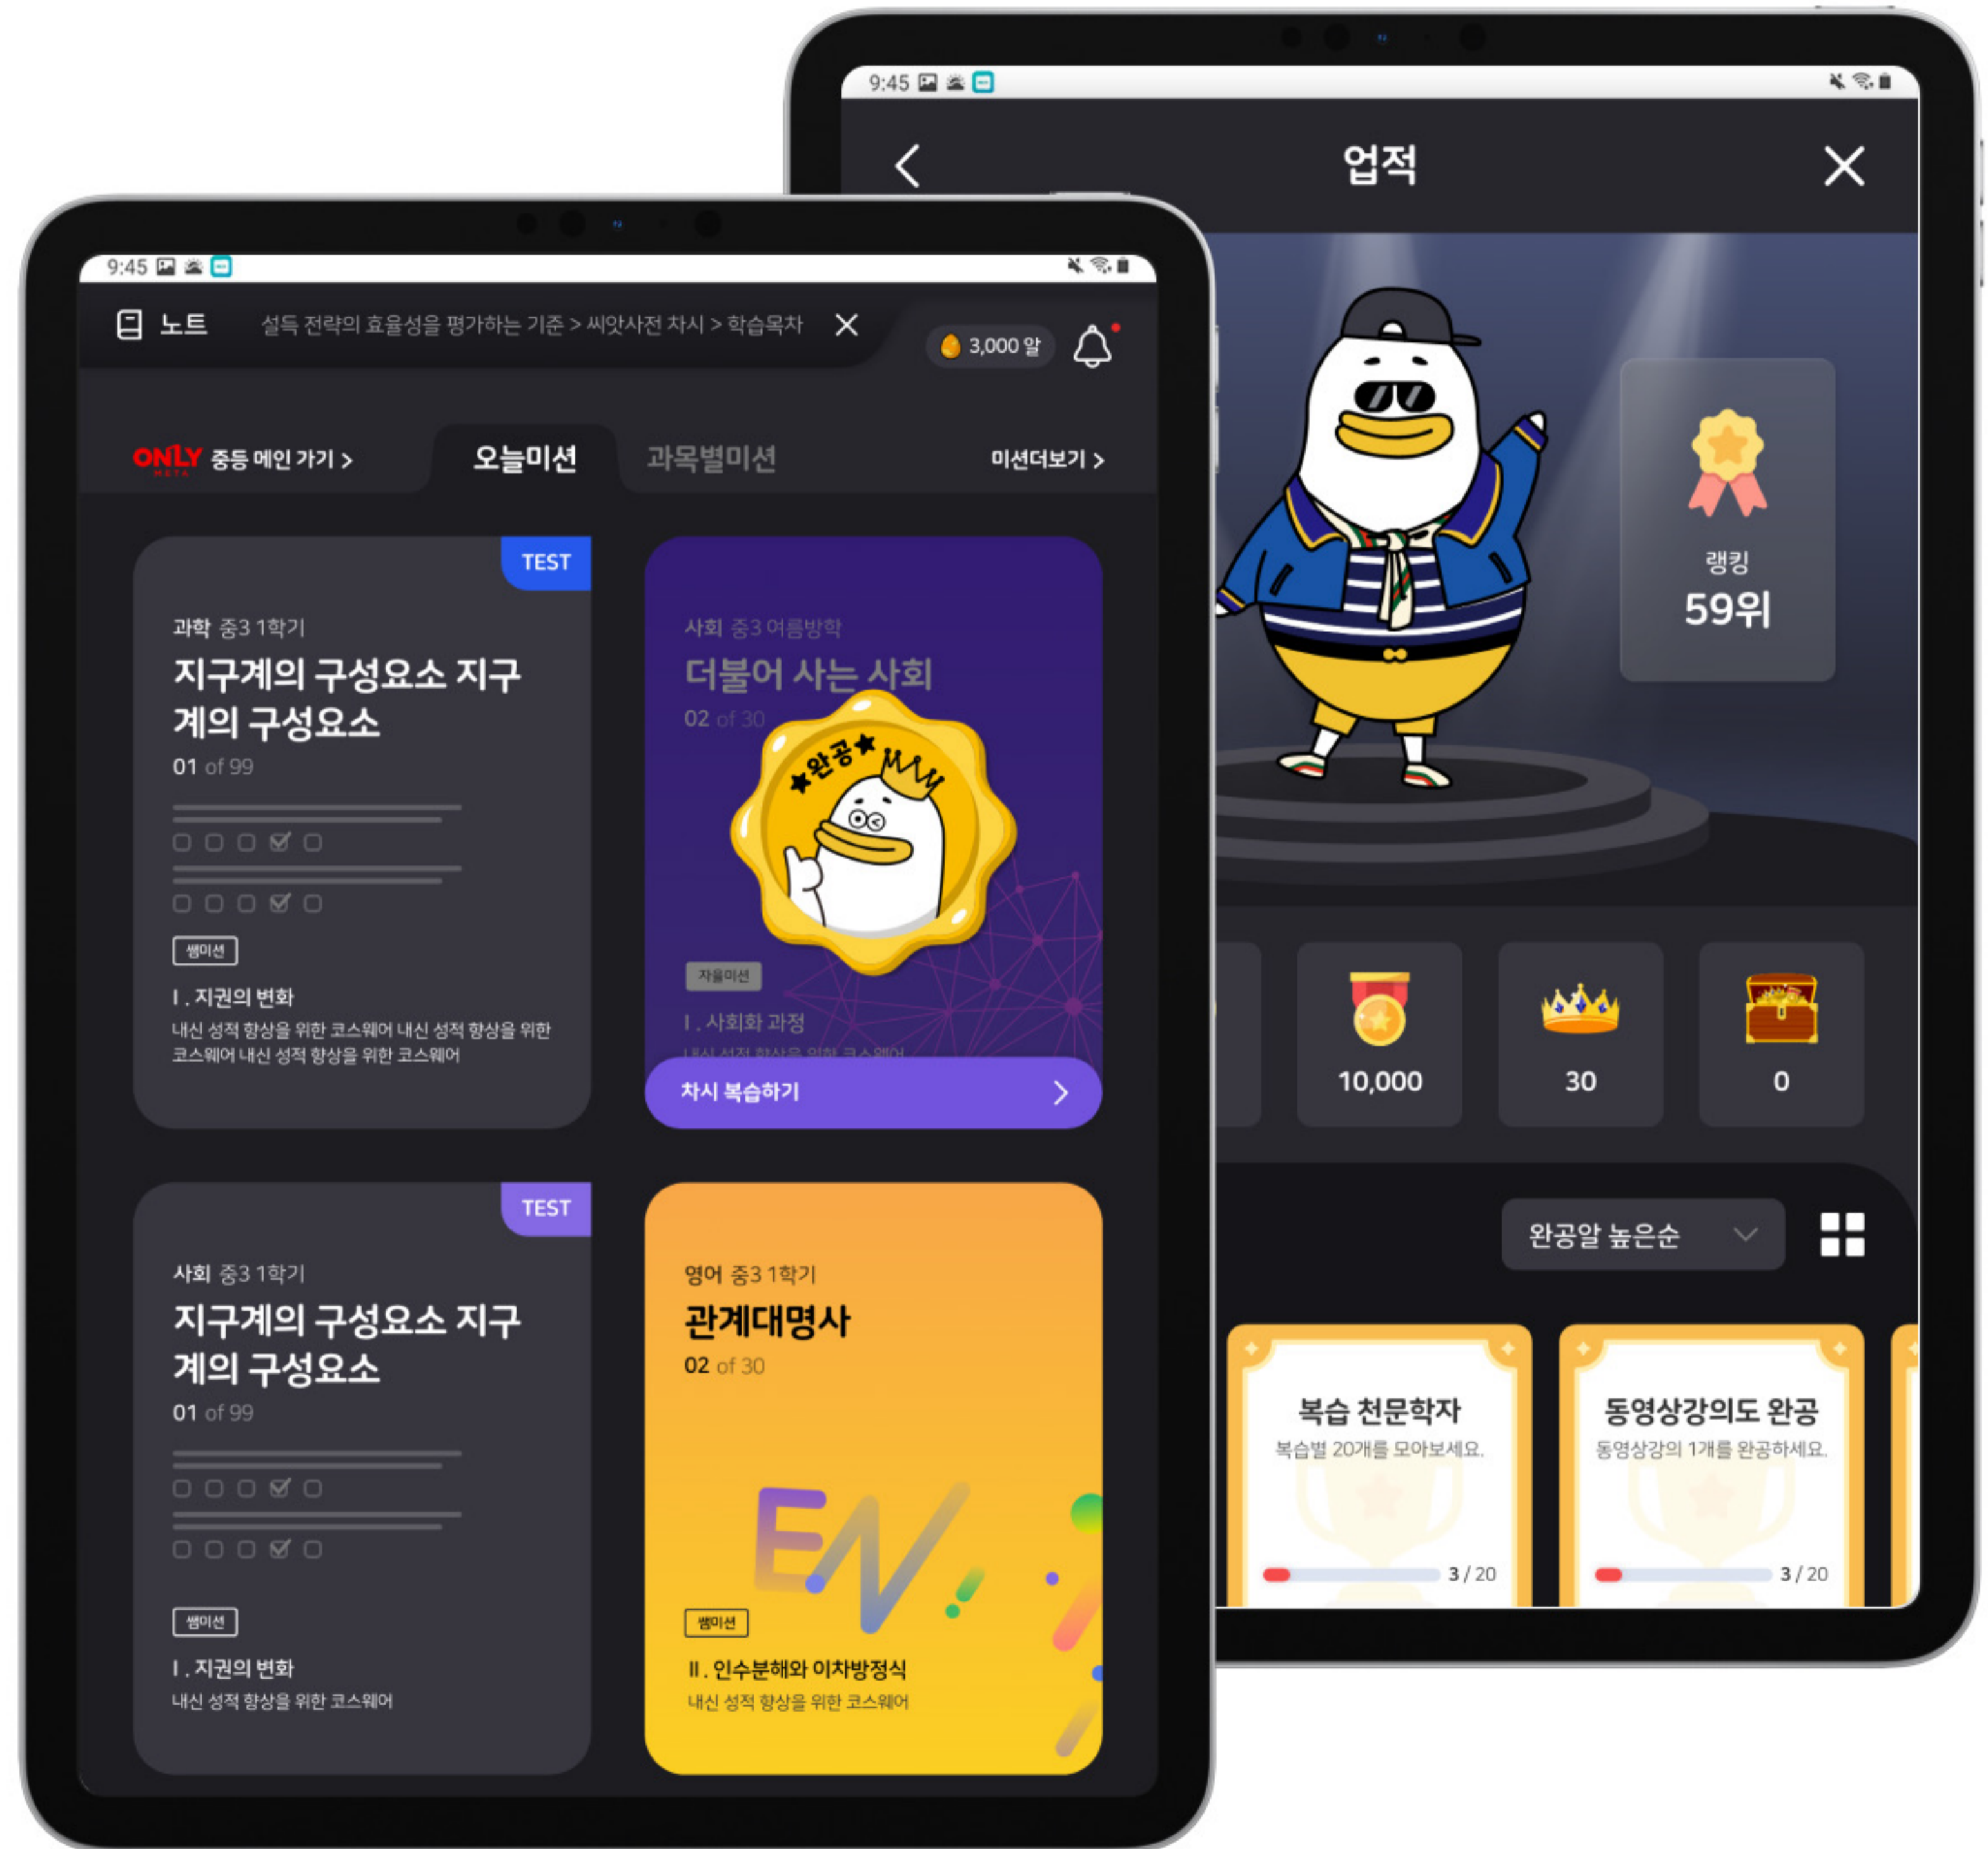 9:45
노트
설득 전략의 효율성을 평가하는 기준 > 씨앗사전 차시 > 학습목차
3,000 알
ONLY
META
중등 메인 가기 >
오늘미션
과목별미션
미션더보기 >
TEST
과학 중3 1학기
지구계의 구성요소 지구
계의 구성요소
01 of 99
쌤미션
Ⅰ. 지권의 변화
내신 성적 향상을 위한 코스웨어 내신 성적 향상을 위한
코스웨어 내신 성적 향상을 위한 코스웨어
사회 중3 여름방학
더불어 사는 사회
02 of 30
★완공★
자율미션
Ⅰ. 사회화 과정
내신 성적 향상을 위한 코스웨어
차시 복습하기
TEST
사회 중3 1학기
지구계의 구성요소 지구
계의 구성요소
01 of 99
쌤미션
Ⅰ. 지권의 변화
내신 성적 향상을 위한 코스웨어
영어 중3 1학기
관계대명사
02 of 30
EN
쌤미션
Ⅱ. 인수분해와 이차방정식
내신 성적 향상을 위한 코스웨어
9:45
업적
랭킹
59위
10,000
30
0
완공알 높은순
복습 천문학자
복습별 20개를 모아보세요.
3 / 20
동영상강의도 완공
동영상강의 1개를 완공하세요.
3 / 20